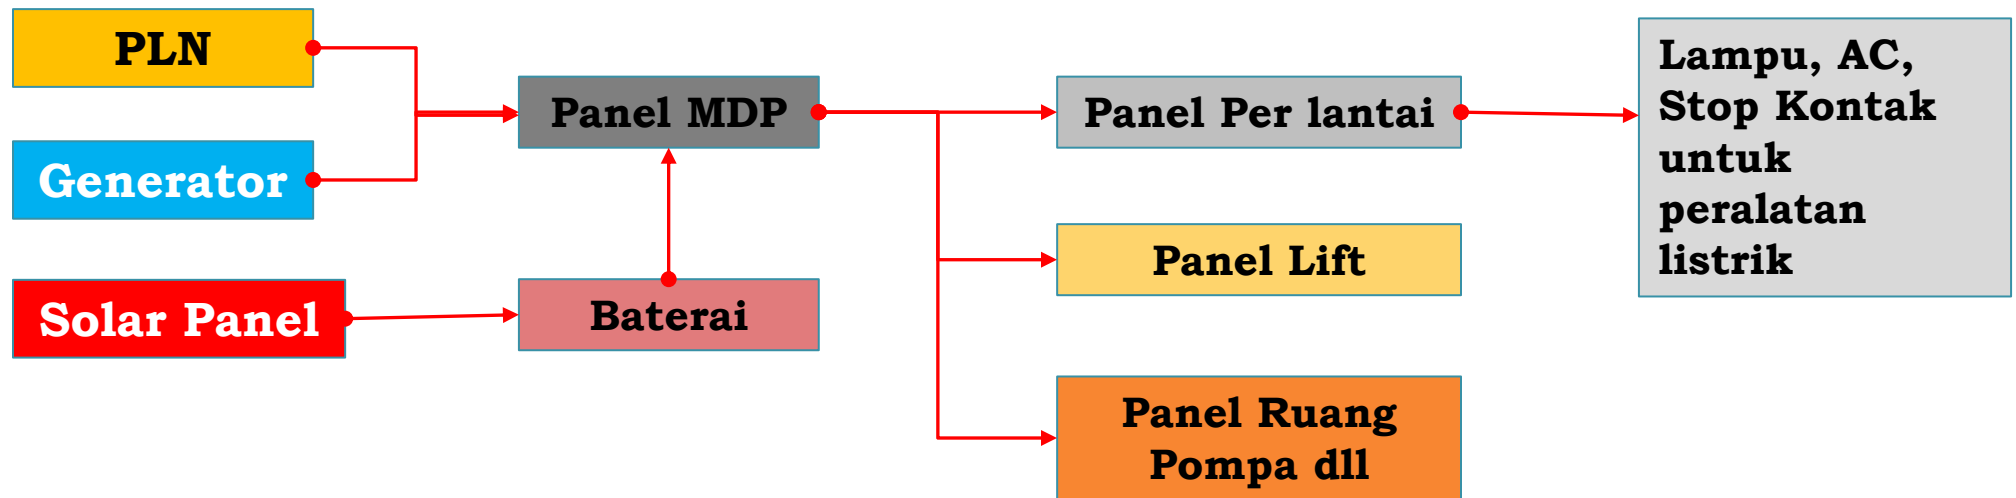 PLN
Generator
Solar Panel
Panel MDP
Baterai
Panel Per lantai
Panel Lift
Panel Ruang
Pompa dll
Lampu, AC,
Stop Kontak
untuk
peralatan
listrik